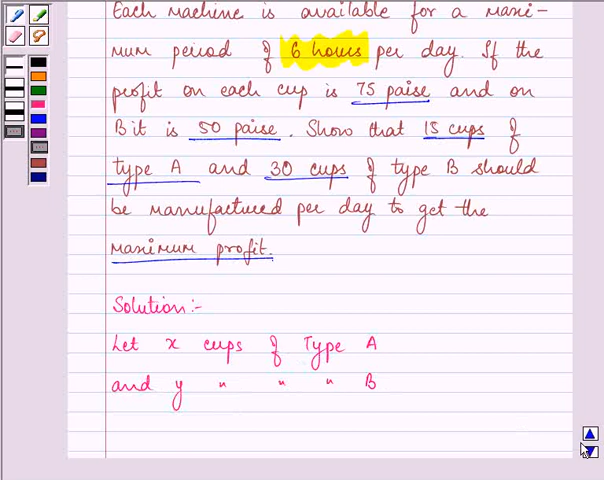 Each machine is available for a maxi-
mum period of 6 hours per day. If the
profit on each cup is 75 paise and on
B it is 50 paise. Show that 15 cups of
type A and 30 cups of type B should
be manufactured per day to get the
maximum profit.
Solution:-
Let x cups of Type A
and y " " " B